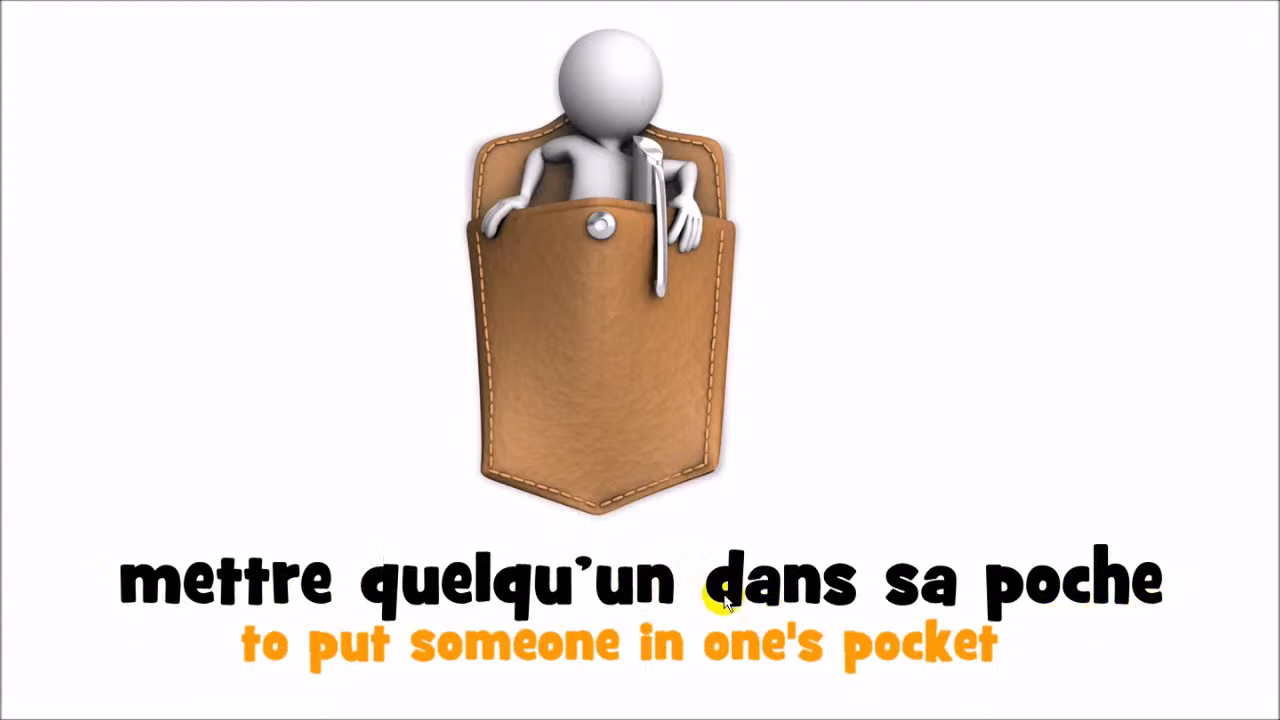 mettre quelqu'un dans sa poche
to put someone in one's pocket